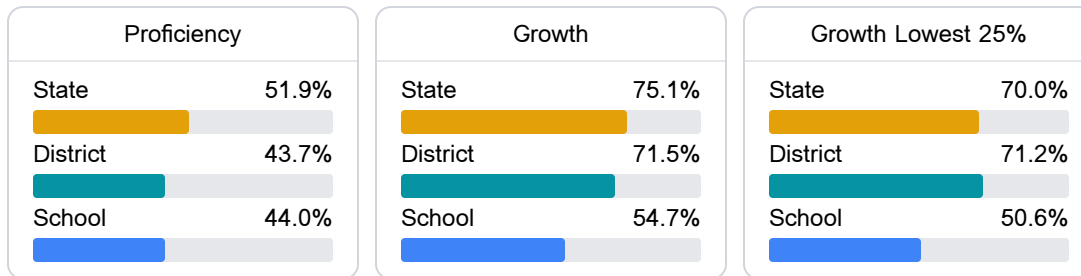 Proficiency
State 51.9%
District 43.7%
School 44.0%
Growth
State 75.1%
District 71.5%
School 54.7%
Growth Lowest 25%
State 70.0%
District 71.2%
School 50.6%